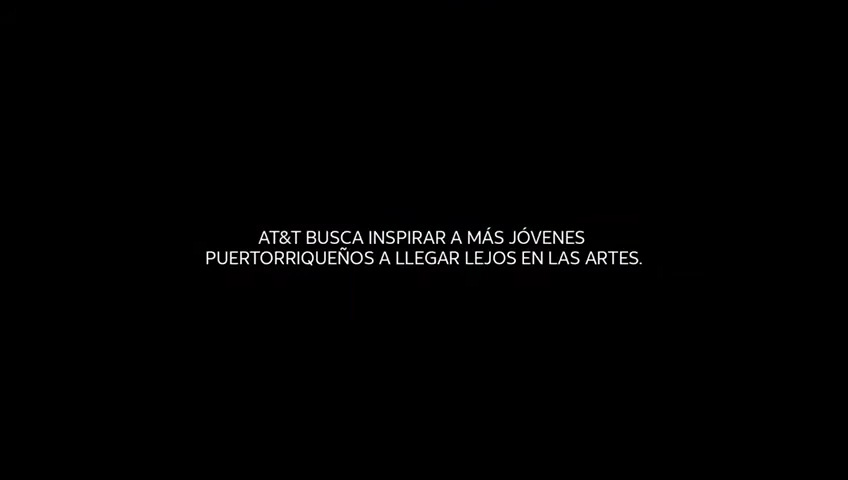 AT&T BUSCA INSPIRAR A MÁS JÓVENES
PUERTORRIQUEÑOS A LLEGAR LEJOS EN LAS ARTES.